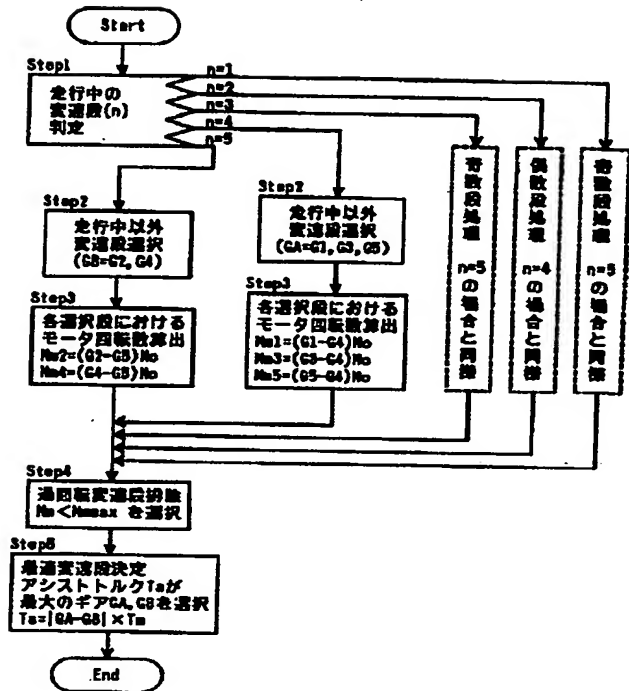 Start
Step1
走行中の
変速段(n)
判定
n=1
n=2
n=3
n=4
n=5
Step2
走行中以外
変速段選択
(GB=G2,G4)
Step3
各選択段における
モータ回転数算出
Nm2=(G2-G5)No
Nm4=(G4-G5)No
Step2
走行中以外
変速段選択
(GA=G1,G3,G5)
Step3
各選択段における
モータ回転数算出
Nm1=(G1-G4)No
Nm3=(G3-G4)No
Nm5=(G5-G4)No
奇数段処理 n=5の場合と同様
偶数段処理 n=4の場合と同様
奇数段処理 n=5の場合と同様
Step4
過回転変速段排除
Nm<Nmmax を選択
Step5
最適変速段決定
アシストトルクTaが
最大のギアGA,GBを選択
Ta=|GA-GB|×Tm
End